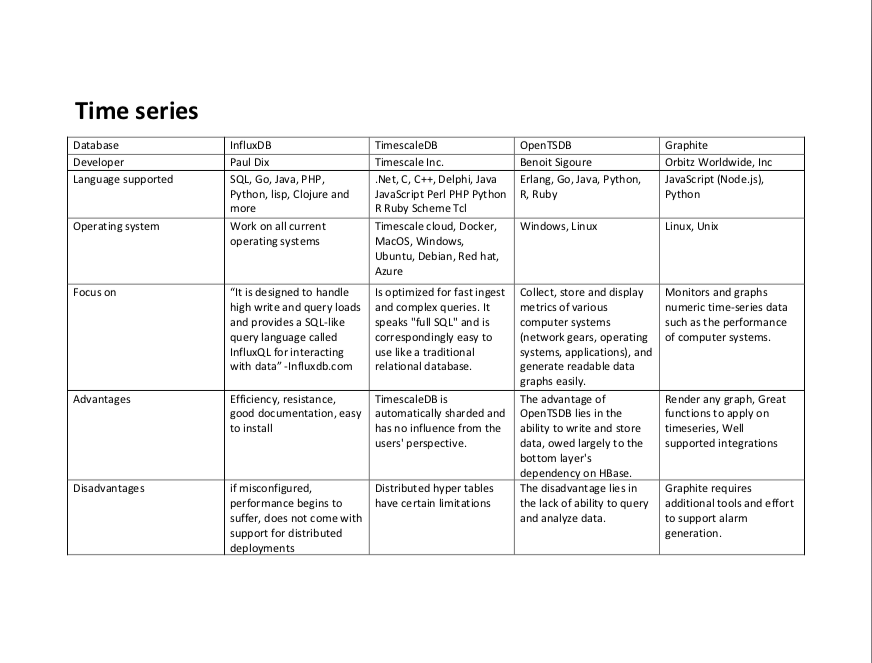 Time series
Database InfluxDB TimescaleDB OpenTSDB Graphite
Developer Paul Dix Timescale Inc. Benoit Sigoure Orbitz Worldwide, Inc
Language supported SQL, Go, Java, PHP, .Net, C, C++, Delphi, Java Erlang, Go, Java, Python, JavaScript (Node.js),
Python, lisp, Clojure and JavaScript Perl PHP Python R, Ruby Python
more R Ruby Scheme Tcl
Operating system Work on all current Timescale cloud, Docker, Windows, Linux Linux, Unix
operating systems MacOS, Windows,
Ubuntu, Debian, Red hat,
Azure
Focus on “It is designed to handle Is optimized for fast ingest Collect, store and display Monitors and graphs
high write and query loads and complex queries. It metrics of various numeric time-series data
and provides a SQL-like speaks "full SQL" and is computer systems such as the performance
query language called correspondingly easy to (network gears, operating of computer systems.
InfluxQL for interacting use like a traditional systems, applications), and
with data” -Influxdb.com relational database. generate readable data
graphs easily.
Advantages Efficiency, resistance, TimescaleDB is The advantage of Render any graph, Great
good documentation, easy automatically sharded and OpenTSDB lies in the functions to apply on
to install has no influence from the ability to write and store timeseries, Well
users' perspective. data, owed largely to the supported integrations
bottom layer's
dependency on HBase.
Disadvantages if misconfigured, Distributed hyper tables The disadvantage lies in Graphite requires
performance begins to have certain limitations the lack of ability to query additional tools and effort
suffer, does not come with and analyze data. to support alarm
support for distributed generation.
deployments